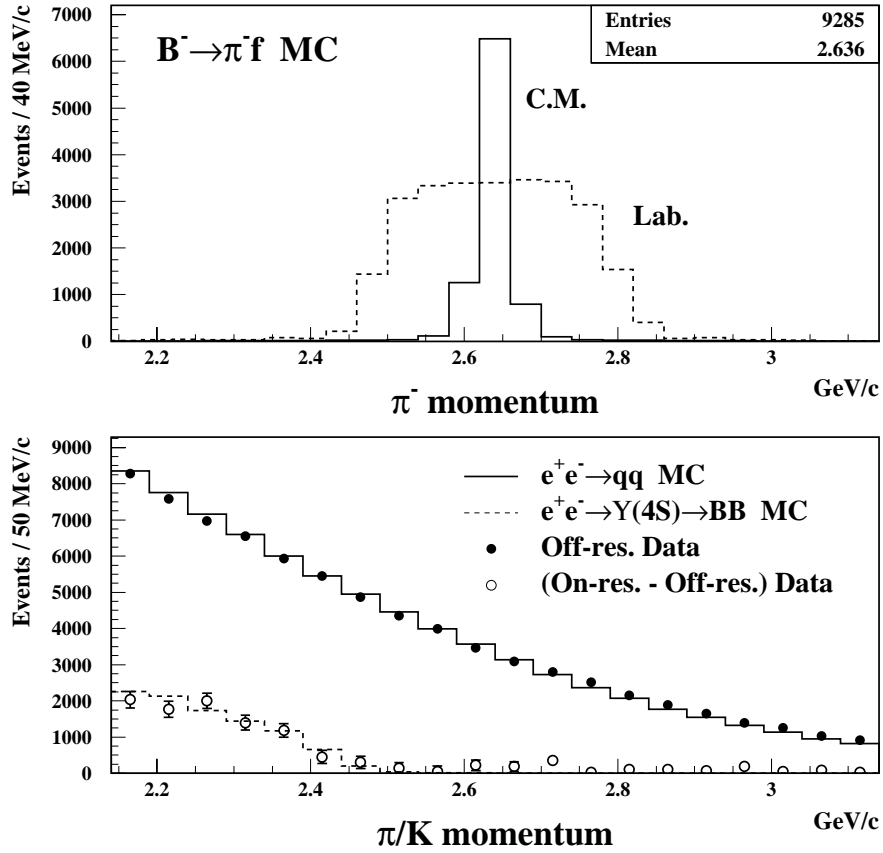 Events / 40 MeV/c
7000
6000
5000
4000
3000
2000
1000
0
B⁻→π⁻f MC
Entries 9285
Mean 2.636
C.M.
Lab.
2.2 2.4 2.6 2.8 3
GeV/c
π⁻ momentum
Events / 50 MeV/c
9000
8000
7000
6000
5000
4000
3000
2000
1000
0
e⁺e⁻→qq MC
e⁺e⁻→Υ(4S)→BB MC
Off-res. Data
(On-res. - Off-res.) Data
2.2 2.4 2.6 2.8 3
GeV/c
π/K momentum